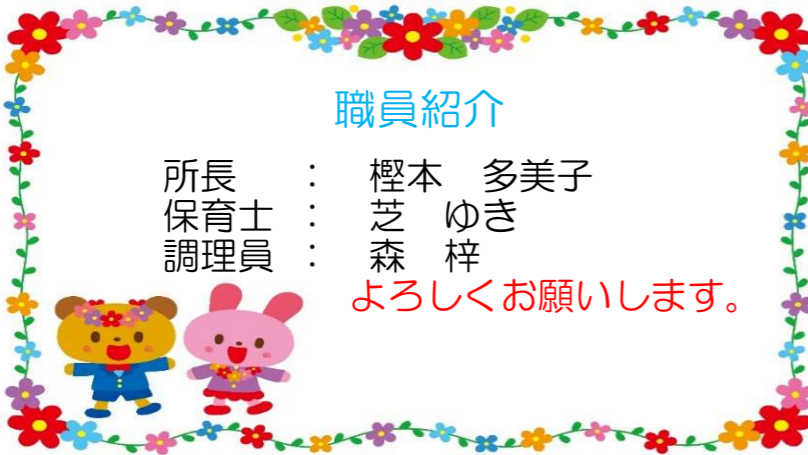 職員紹介
所長　：　樫本　多美子
保育士：　芝　ゆき
調理員：　森　梓
よろしくお願いします。